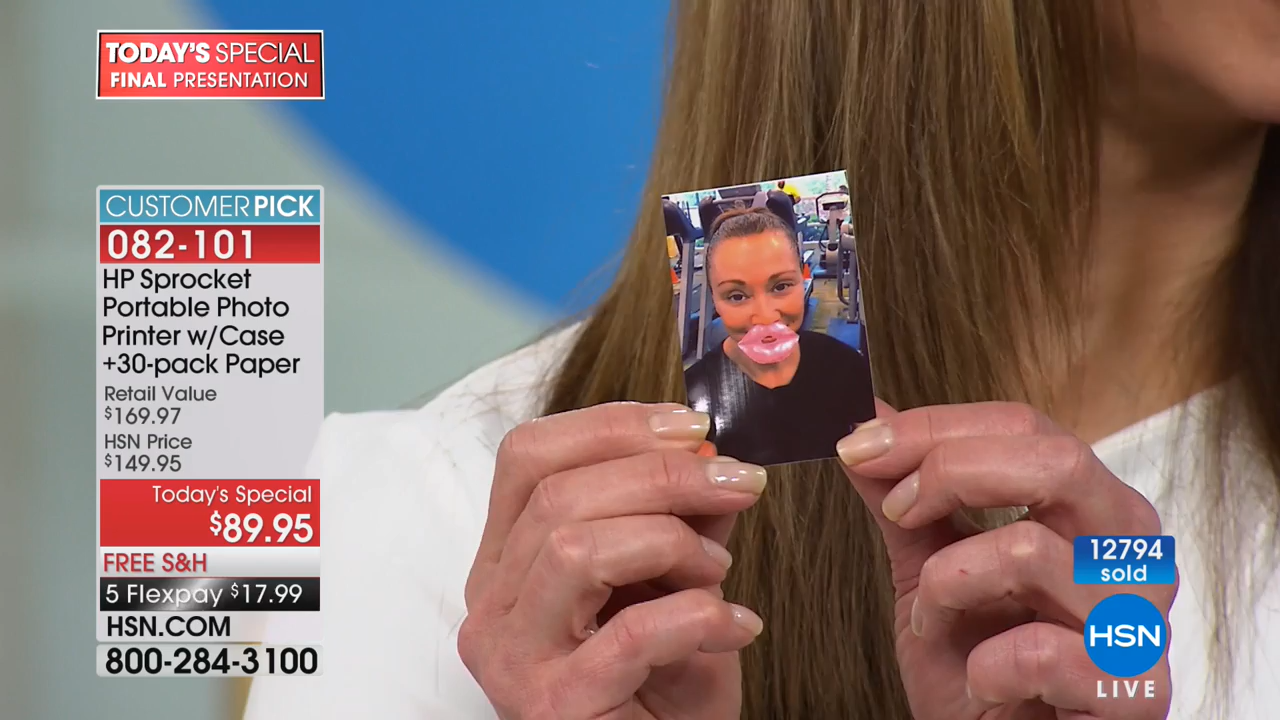 TODAY'S SPECIAL
FINAL PRESENTATION
CUSTOMER PICK
082-101
HP Sprocket
Portable Photo
Printer w/Case
+30-pack Paper
Retail Value
$169.97
HSN Price
$149.95
Today's Special
$89.95
FREE S&H
5 Flexpay $17.99
HSN.COM
800-284-3100
12794
sold
HSN
LIVE